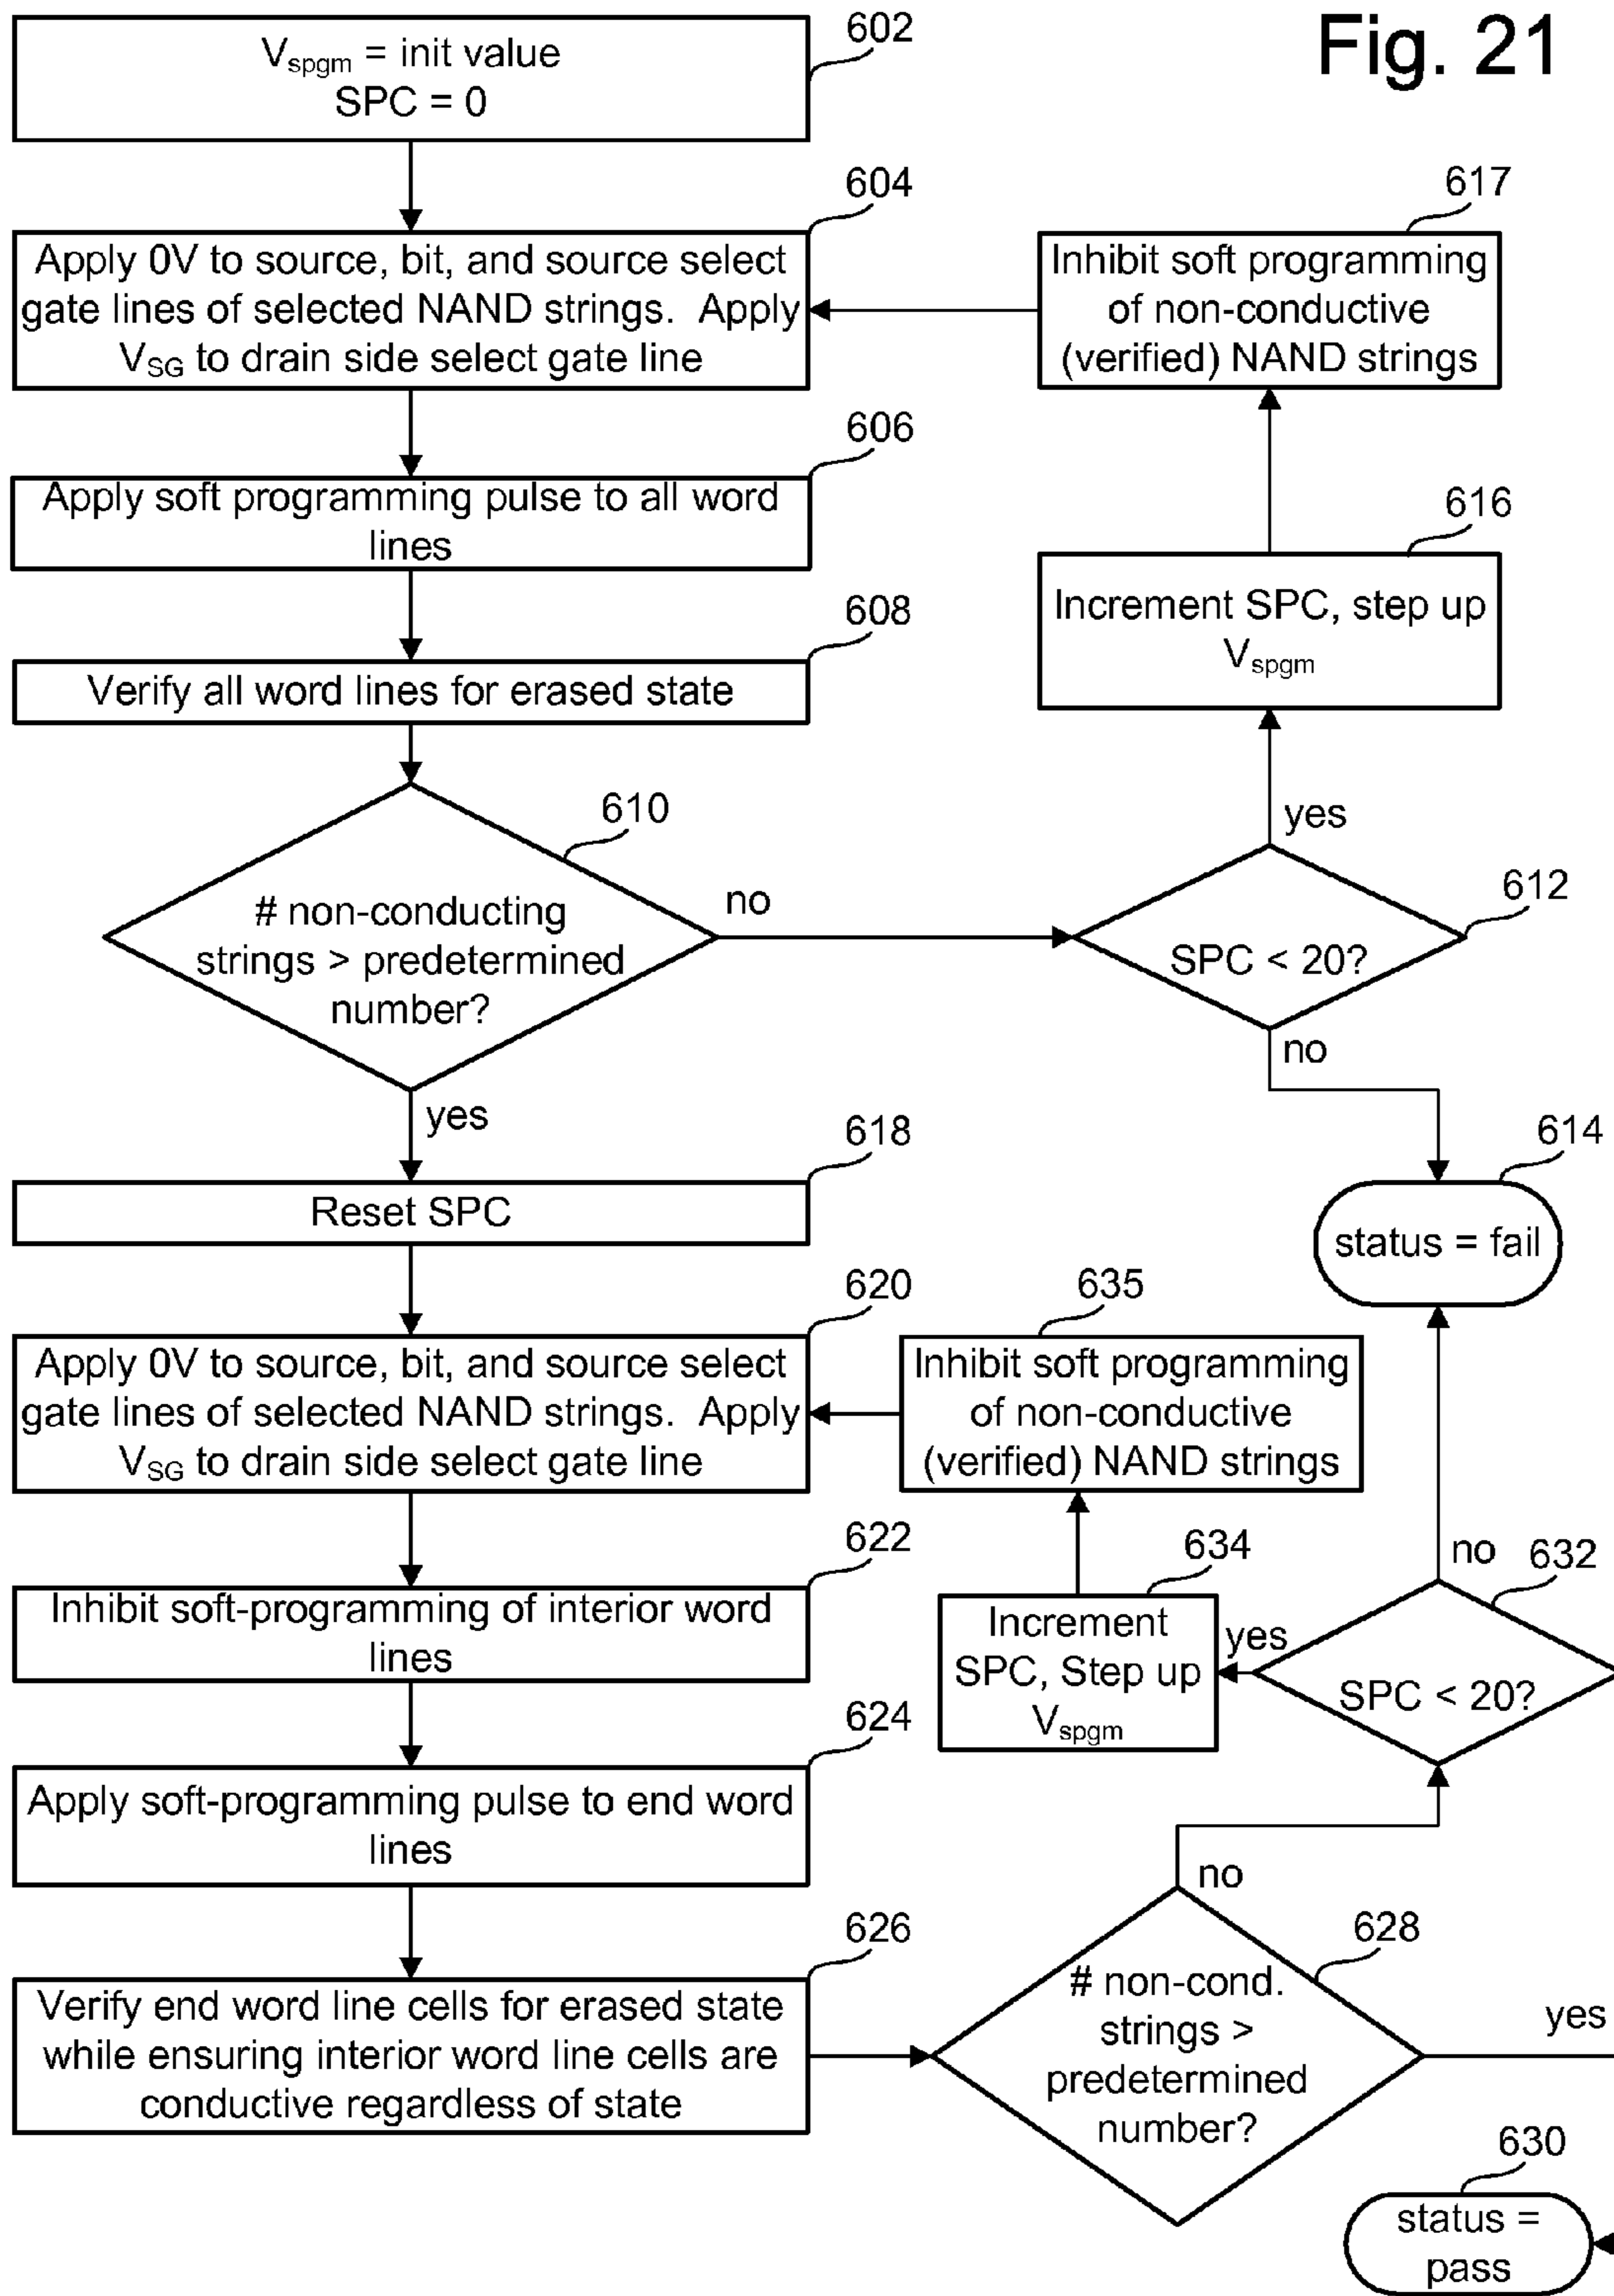 Fig. 21
602
V_spgm = init value
SPC = 0
604
Apply 0V to source, bit, and source select
gate lines of selected NAND strings. Apply
V_SG to drain side select gate line
617
Inhibit soft programming
of non-conductive
(verified) NAND strings
606
Apply soft programming pulse to all word
lines
616
Increment SPC, step up
V_spgm
608
Verify all word lines for erased state
610
# non-conducting
strings > predetermined
number?
no
yes
612
SPC < 20?
yes
no
614
status = fail
618
Reset SPC
620
Apply 0V to source, bit, and source select
gate lines of selected NAND strings. Apply
V_SG to drain side select gate line
635
Inhibit soft programming
of non-conductive
(verified) NAND strings
622
Inhibit soft-programming of interior word
lines
634
Increment
SPC, Step up
V_spgm
yes
no
632
SPC < 20?
624
Apply soft-programming pulse to end word
lines
626
Verify end word line cells for erased state
while ensuring interior word line cells are
conductive regardless of state
no
628
# non-cond.
strings >
predetermined
number?
yes
630
status =
pass